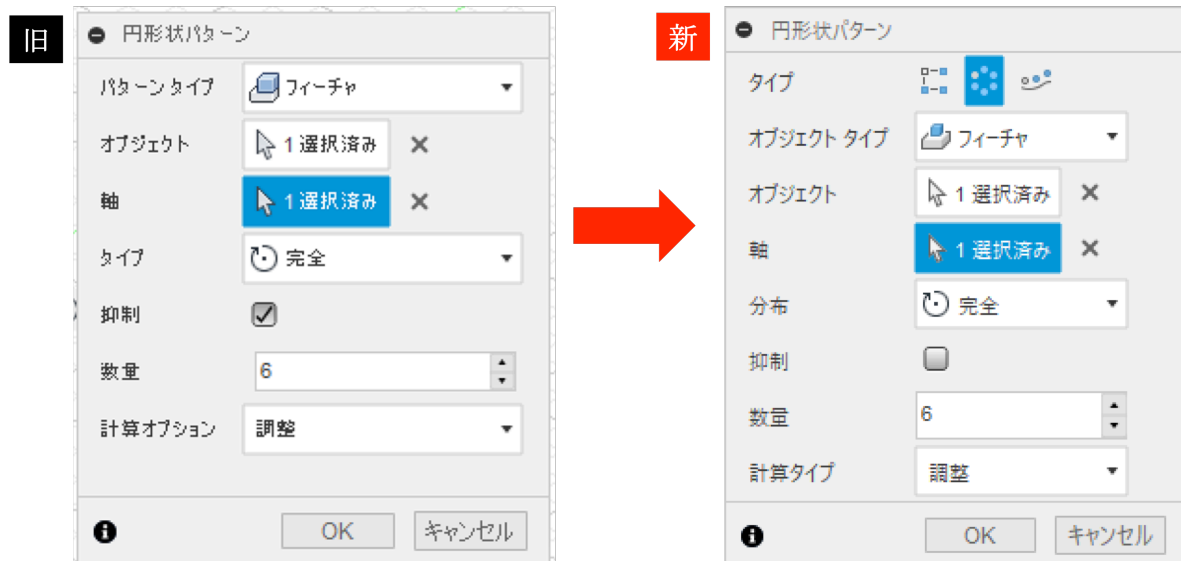 旧
円形状パターン
パターン タイプ フィーチャ
オブジェクト 1 選択済み
軸 1 選択済み
タイプ 完全
抑制
数量 6
計算オプション 調整
OK キャンセル
新
円形状パターン
タイプ
オブジェクト タイプ フィーチャ
オブジェクト 1 選択済み
軸 1 選択済み
分布 完全
抑制
数量 6
計算タイプ 調整
OK キャンセル